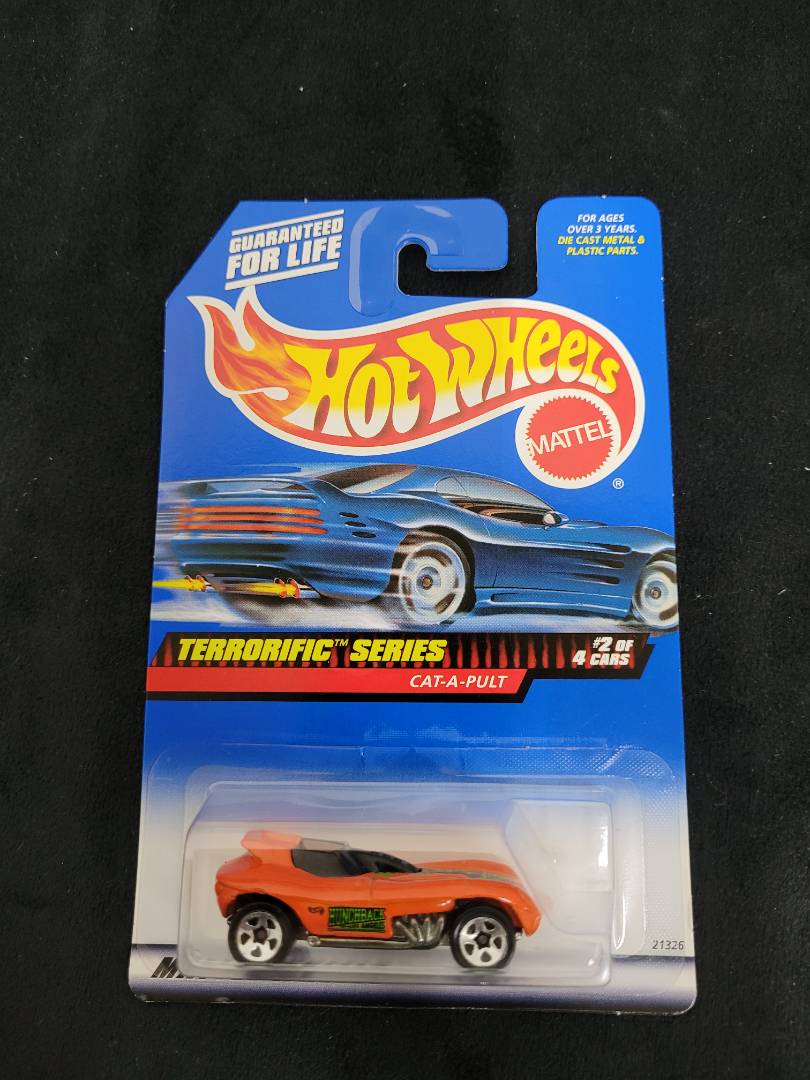 GUARANTEED
FOR LIFE
FOR AGES
OVER 3 YEARS.
DIE CAST METAL &
PLASTIC PARTS.
HOT WHEELS
MATTEL
®
TERRORIFIC™ SERIES
#2 OF
4 CARS
CAT-A-PULT
HUNCHBACK
21326